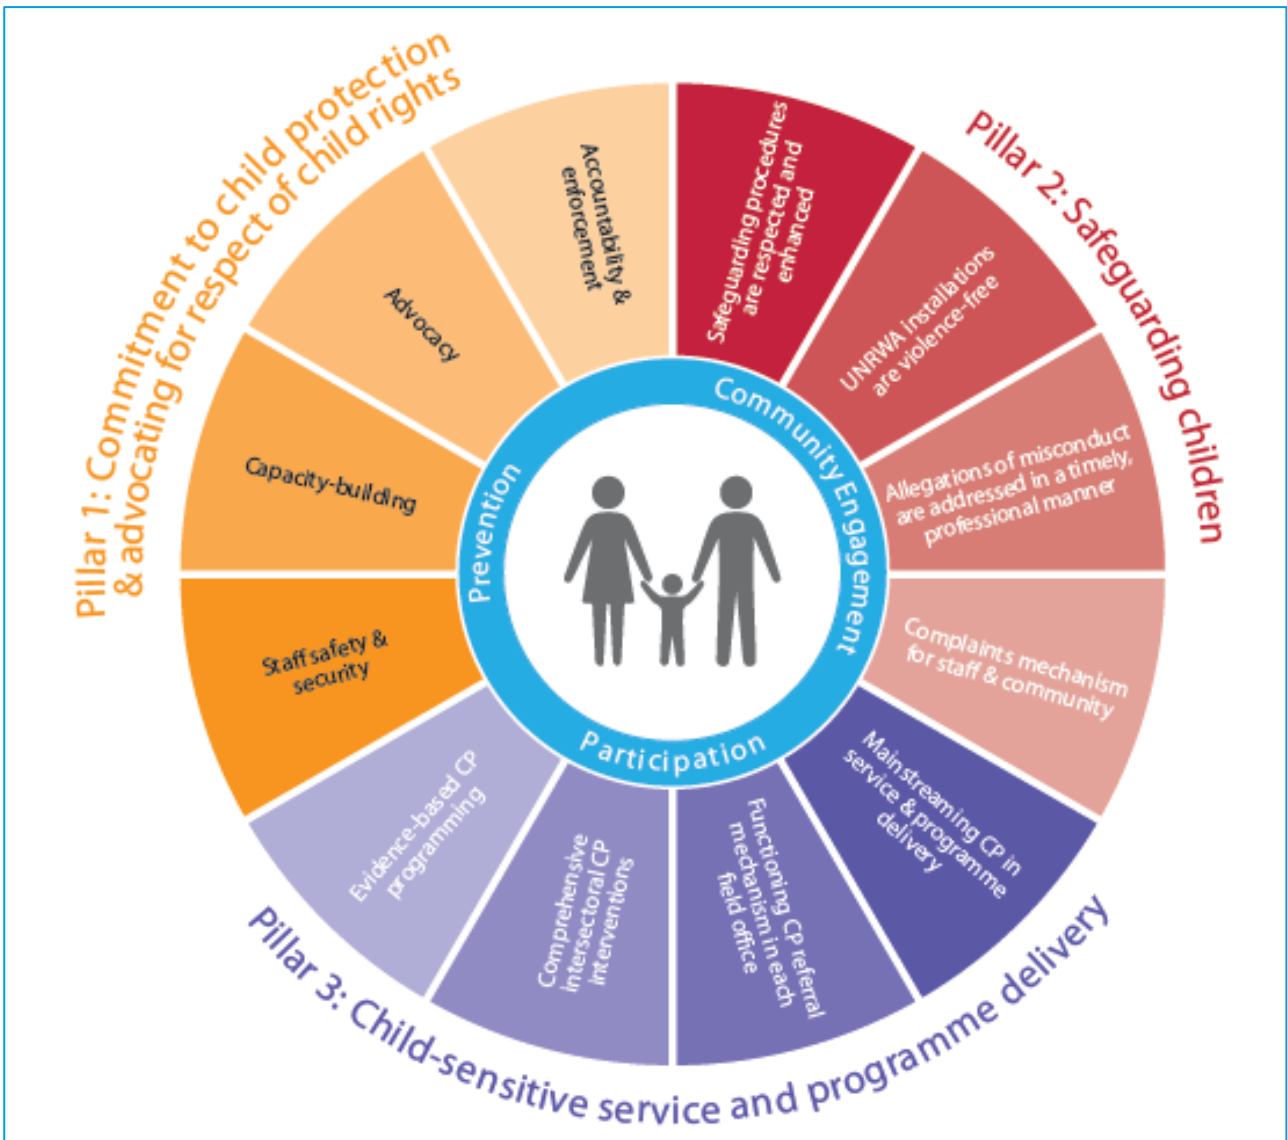 Pillar 1: Commitment to child protection
& advocating for respect of child rights
Accountability &
enforcement
Advocacy
Capacity-building
Staff safety &
security
Pillar 2: Safeguarding children
Safeguarding procedures
are respected and
enhanced
UNRWA installations
are violence-free
Allegations of misconduct
are addressed in a timely,
professional manner
Complaints mechanism
for staff & community
Pillar 3: Child-sensitive service and programme delivery
Mainstreaming CP in
service & programme
delivery
Functioning CP referral
mechanism in each
field office
Comprehensive
intersectoral CP
interventions
Evidence-based CP
programming
Prevention
Community Engagement
Participation